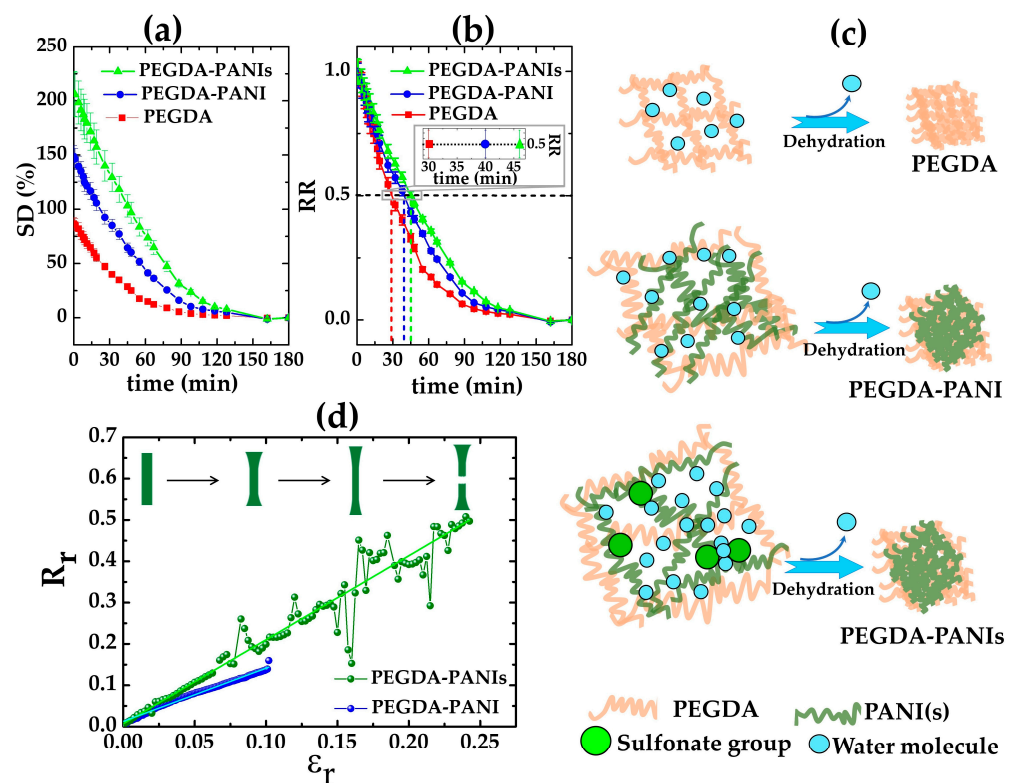 (a)
SD (%)
250
200
150
100
50
0
PEGDA-PANIs
PEGDA-PANI
PEGDA
0 30 60 90 120 150 180
time (min)
(b)
RR
1.0
0.5
0.0
PEGDA-PANIs
PEGDA-PANI
PEGDA
30 35 40 45
time (min)
0.5
RR
0 30 60 90 120 150 180
time (min)
(c)
Dehydration
PEGDA
Dehydration
PEGDA-PANI
Dehydration
PEGDA-PANIs
PEGDA
PANI(s)
Sulfonate group
Water molecule
(d)
Rr
0.7
0.6
0.5
0.4
0.3
0.2
0.1
0.0
PEGDA-PANIs
PEGDA-PANI
0.00 0.05 0.10 0.15 0.20 0.25
εr